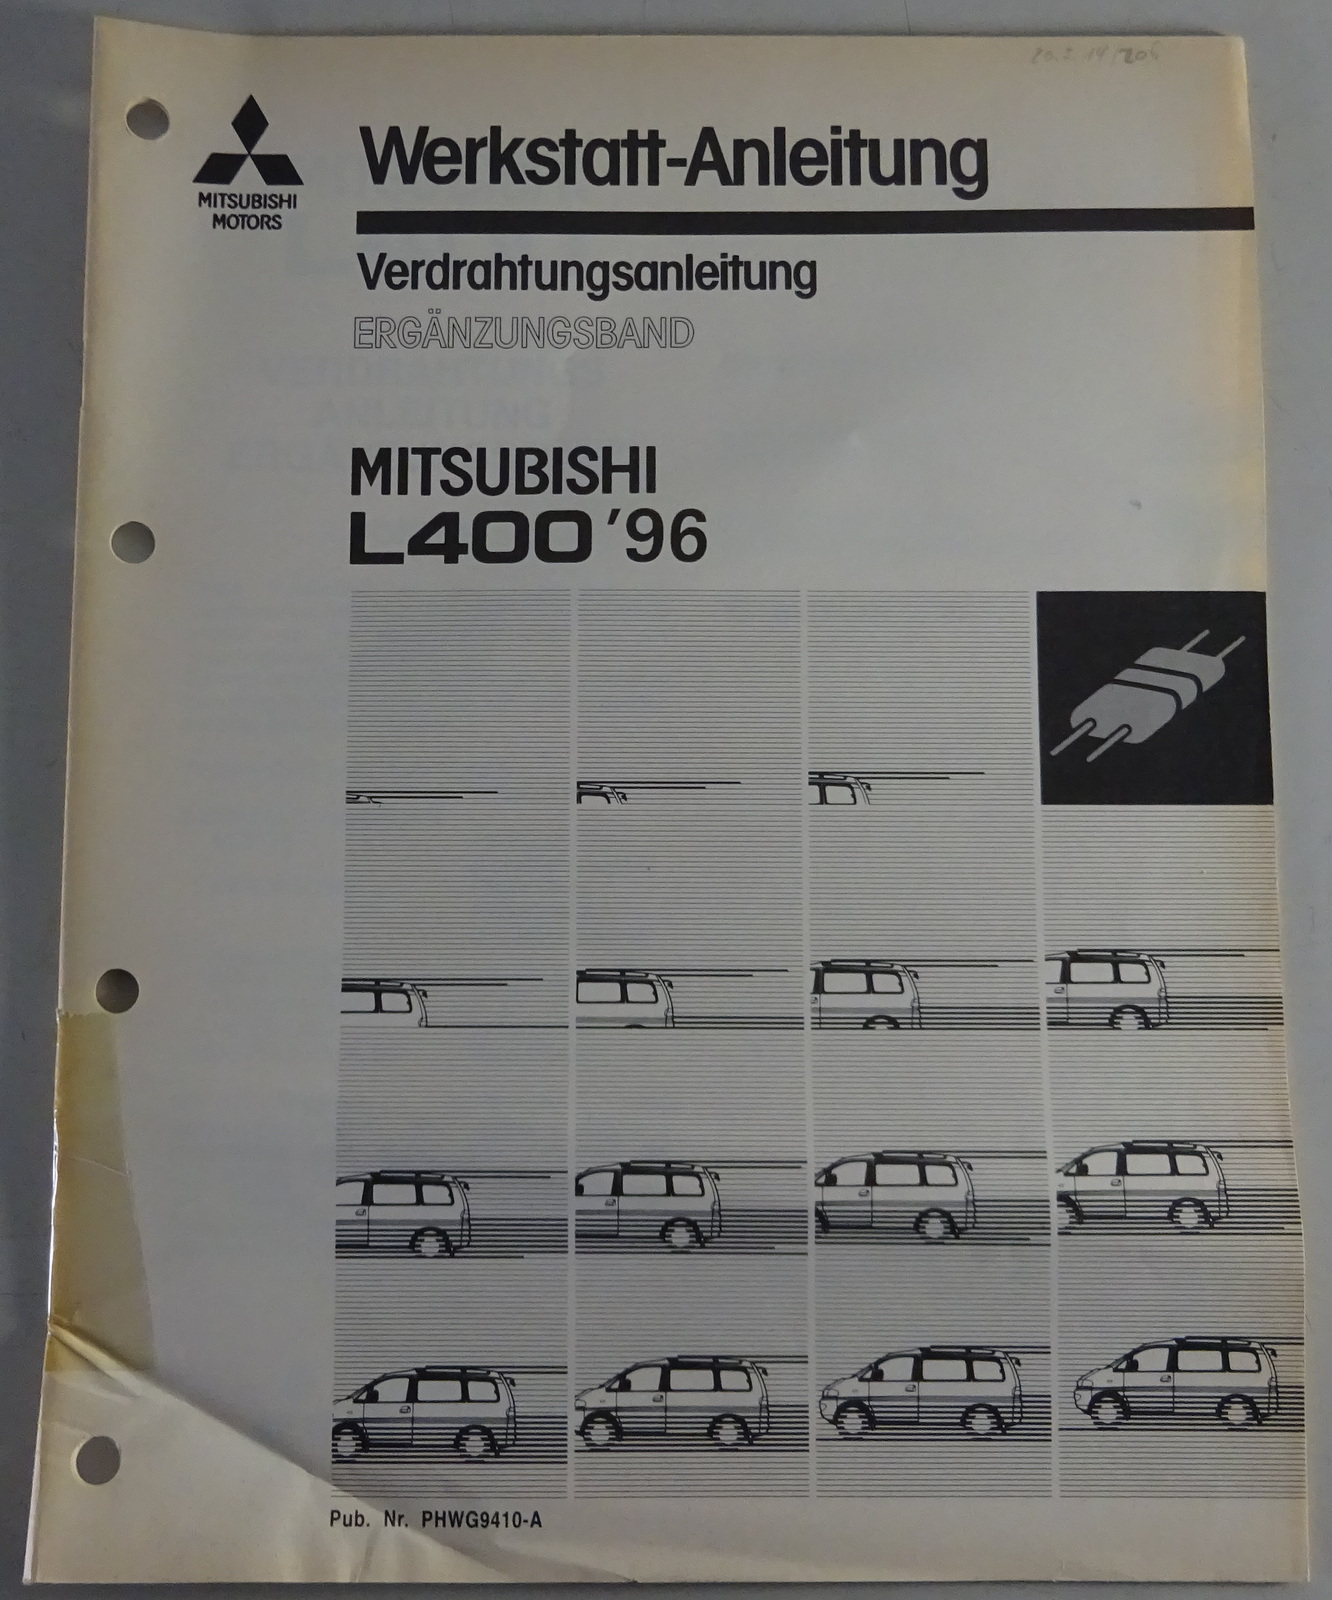 MITSUBISHI
MOTORS
Werkstatt-Anleitung
Verdrahtungsanleitung
ERGÄNZUNGSBAND
MITSUBISHI
L400 '96
Pub. Nr. PHWG9410-A